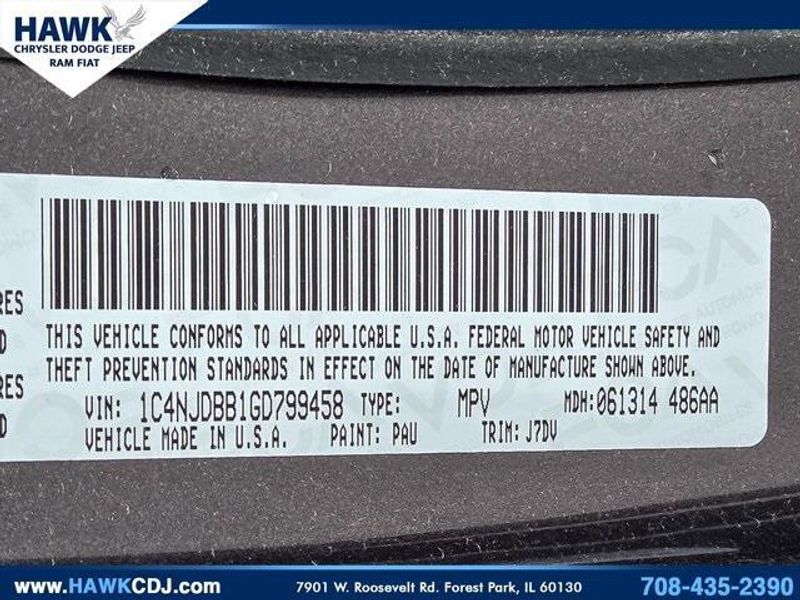 HAWK
CHRYSLER DODGE JEEP
RAM FIAT
RES
D
RES
D
THIS VEHICLE CONFORMS TO ALL APPLICABLE U.S.A. FEDERAL MOTOR VEHICLE SAFETY AND
THEFT PREVENTION STANDARDS IN EFFECT ON THE DATE OF MANUFACTURE SHOWN ABOVE.
VIN: 1C4NJDBB1GD799458 TYPE: MPV MDH:061314 486AA
VEHICLE MADE IN U.S.A. PAINT: PAU TRIM: J7DV
www.HAWKCDJ.com 7901 W. Roosevelt Rd. Forest Park, IL 60130 708-435-2390